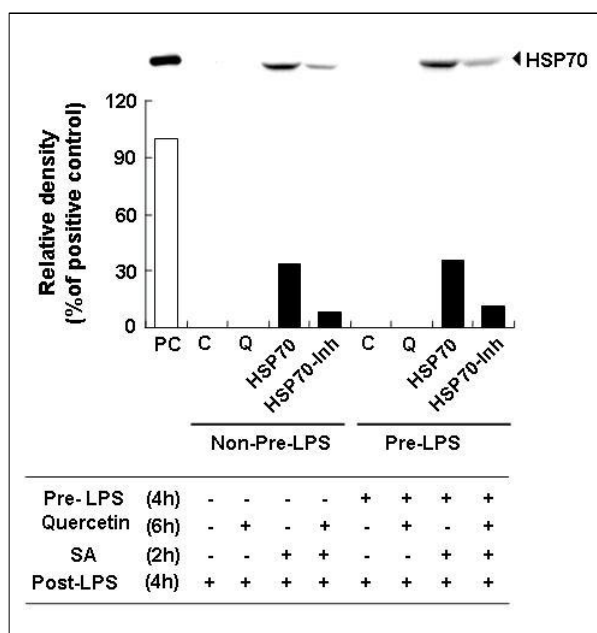 HSP70
120
90
60
30
0
Relative density
(%of positive control)
PC C Q HSP70 HSP70-Inh C Q HSP70 HSP70-Inh
Non-Pre-LPS Pre-LPS
Pre- LPS (4h) - - - - + + + +
Quercetin (6h) - + - + - + - +
SA (2h) - - + + - - + +
Post-LPS (4h) + + + + + + + +